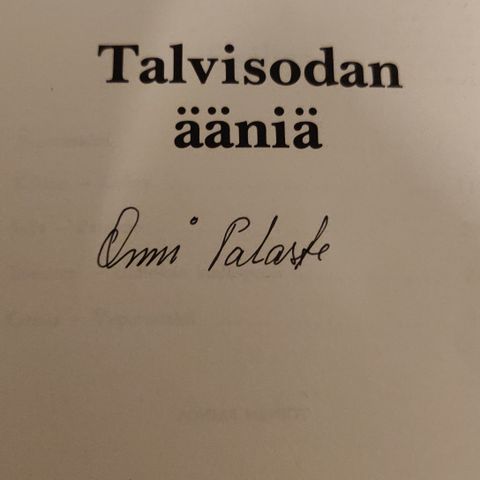 Talvisodan
ääniä
Onni Palaste